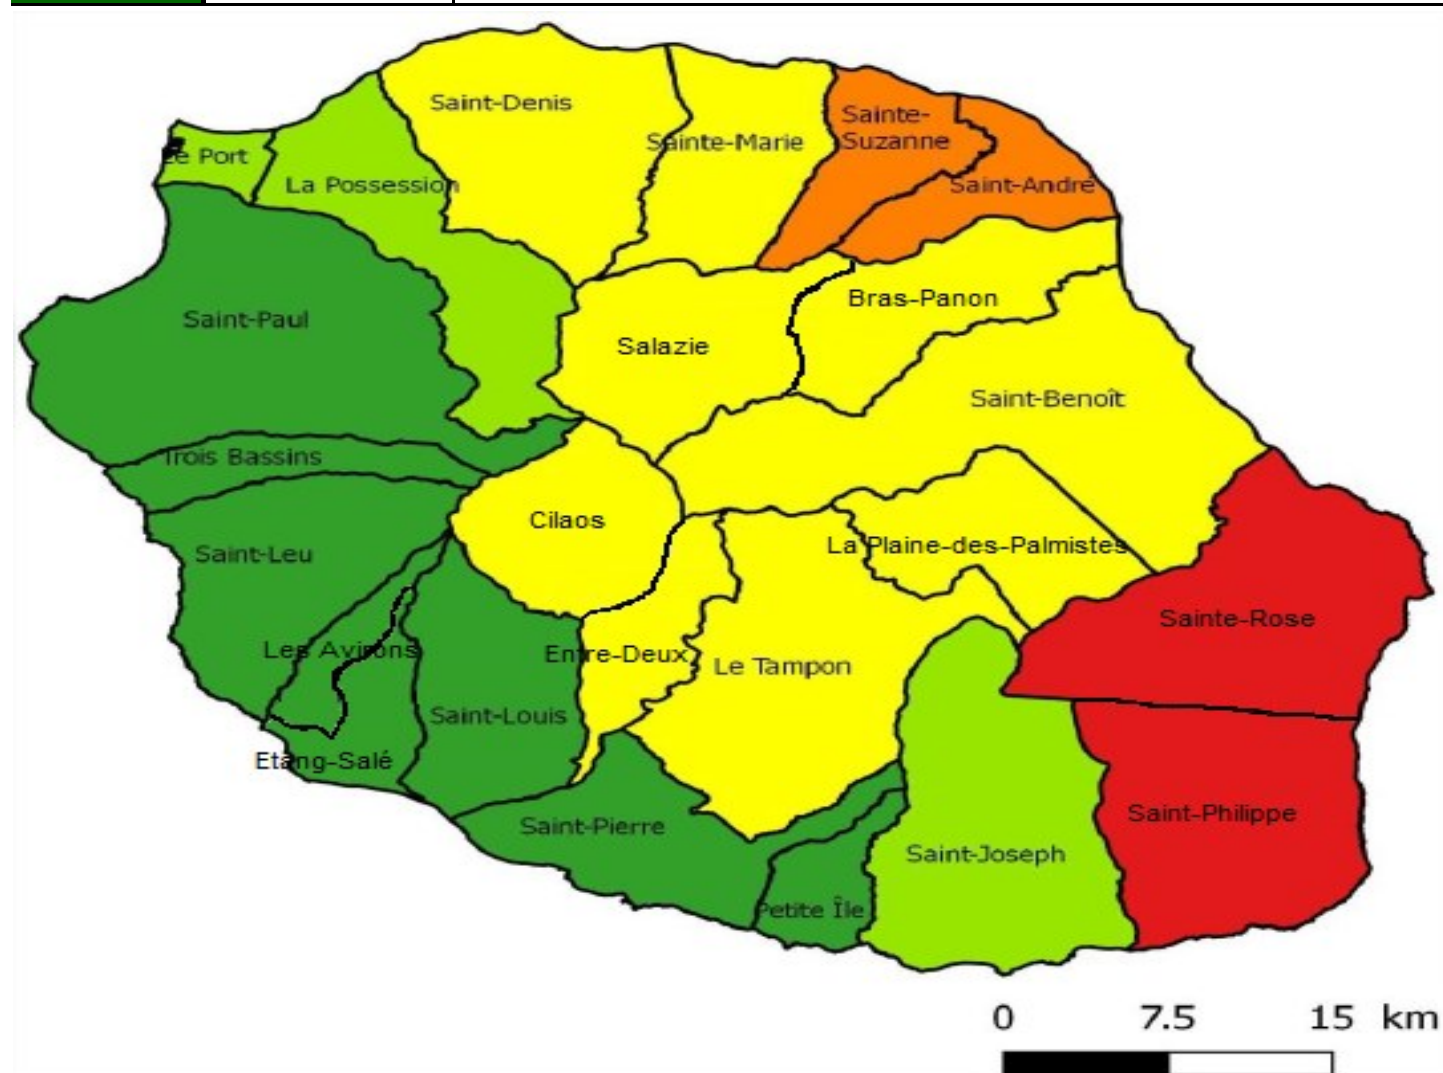 Saint-Denis
Sainte-Marie
Sainte-
Suzanne
Saint-André
Le Port
La Possession
Saint-Paul
Salazie
Bras-Panon
Saint-Benoît
Trois Bassins
Cilaos
Saint-Leu
La Plaine-des-Palmistes
Sainte-Rose
Les Avirons
Entre-Deux
Le Tampon
Saint-Louis
Etang-Salé
Saint-Pierre
Saint-Philippe
Saint-Joseph
Petite Île
0 7.5 15 km